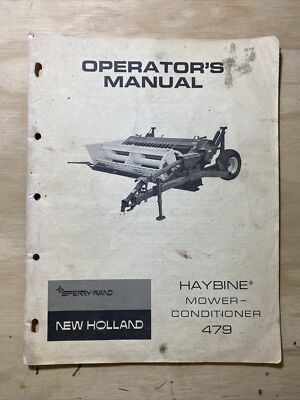 OPERATOR'S
MANUAL
SPERRY RAND
NEW HOLLAND
HAYBINE®
MOWER-
CONDITIONER
479